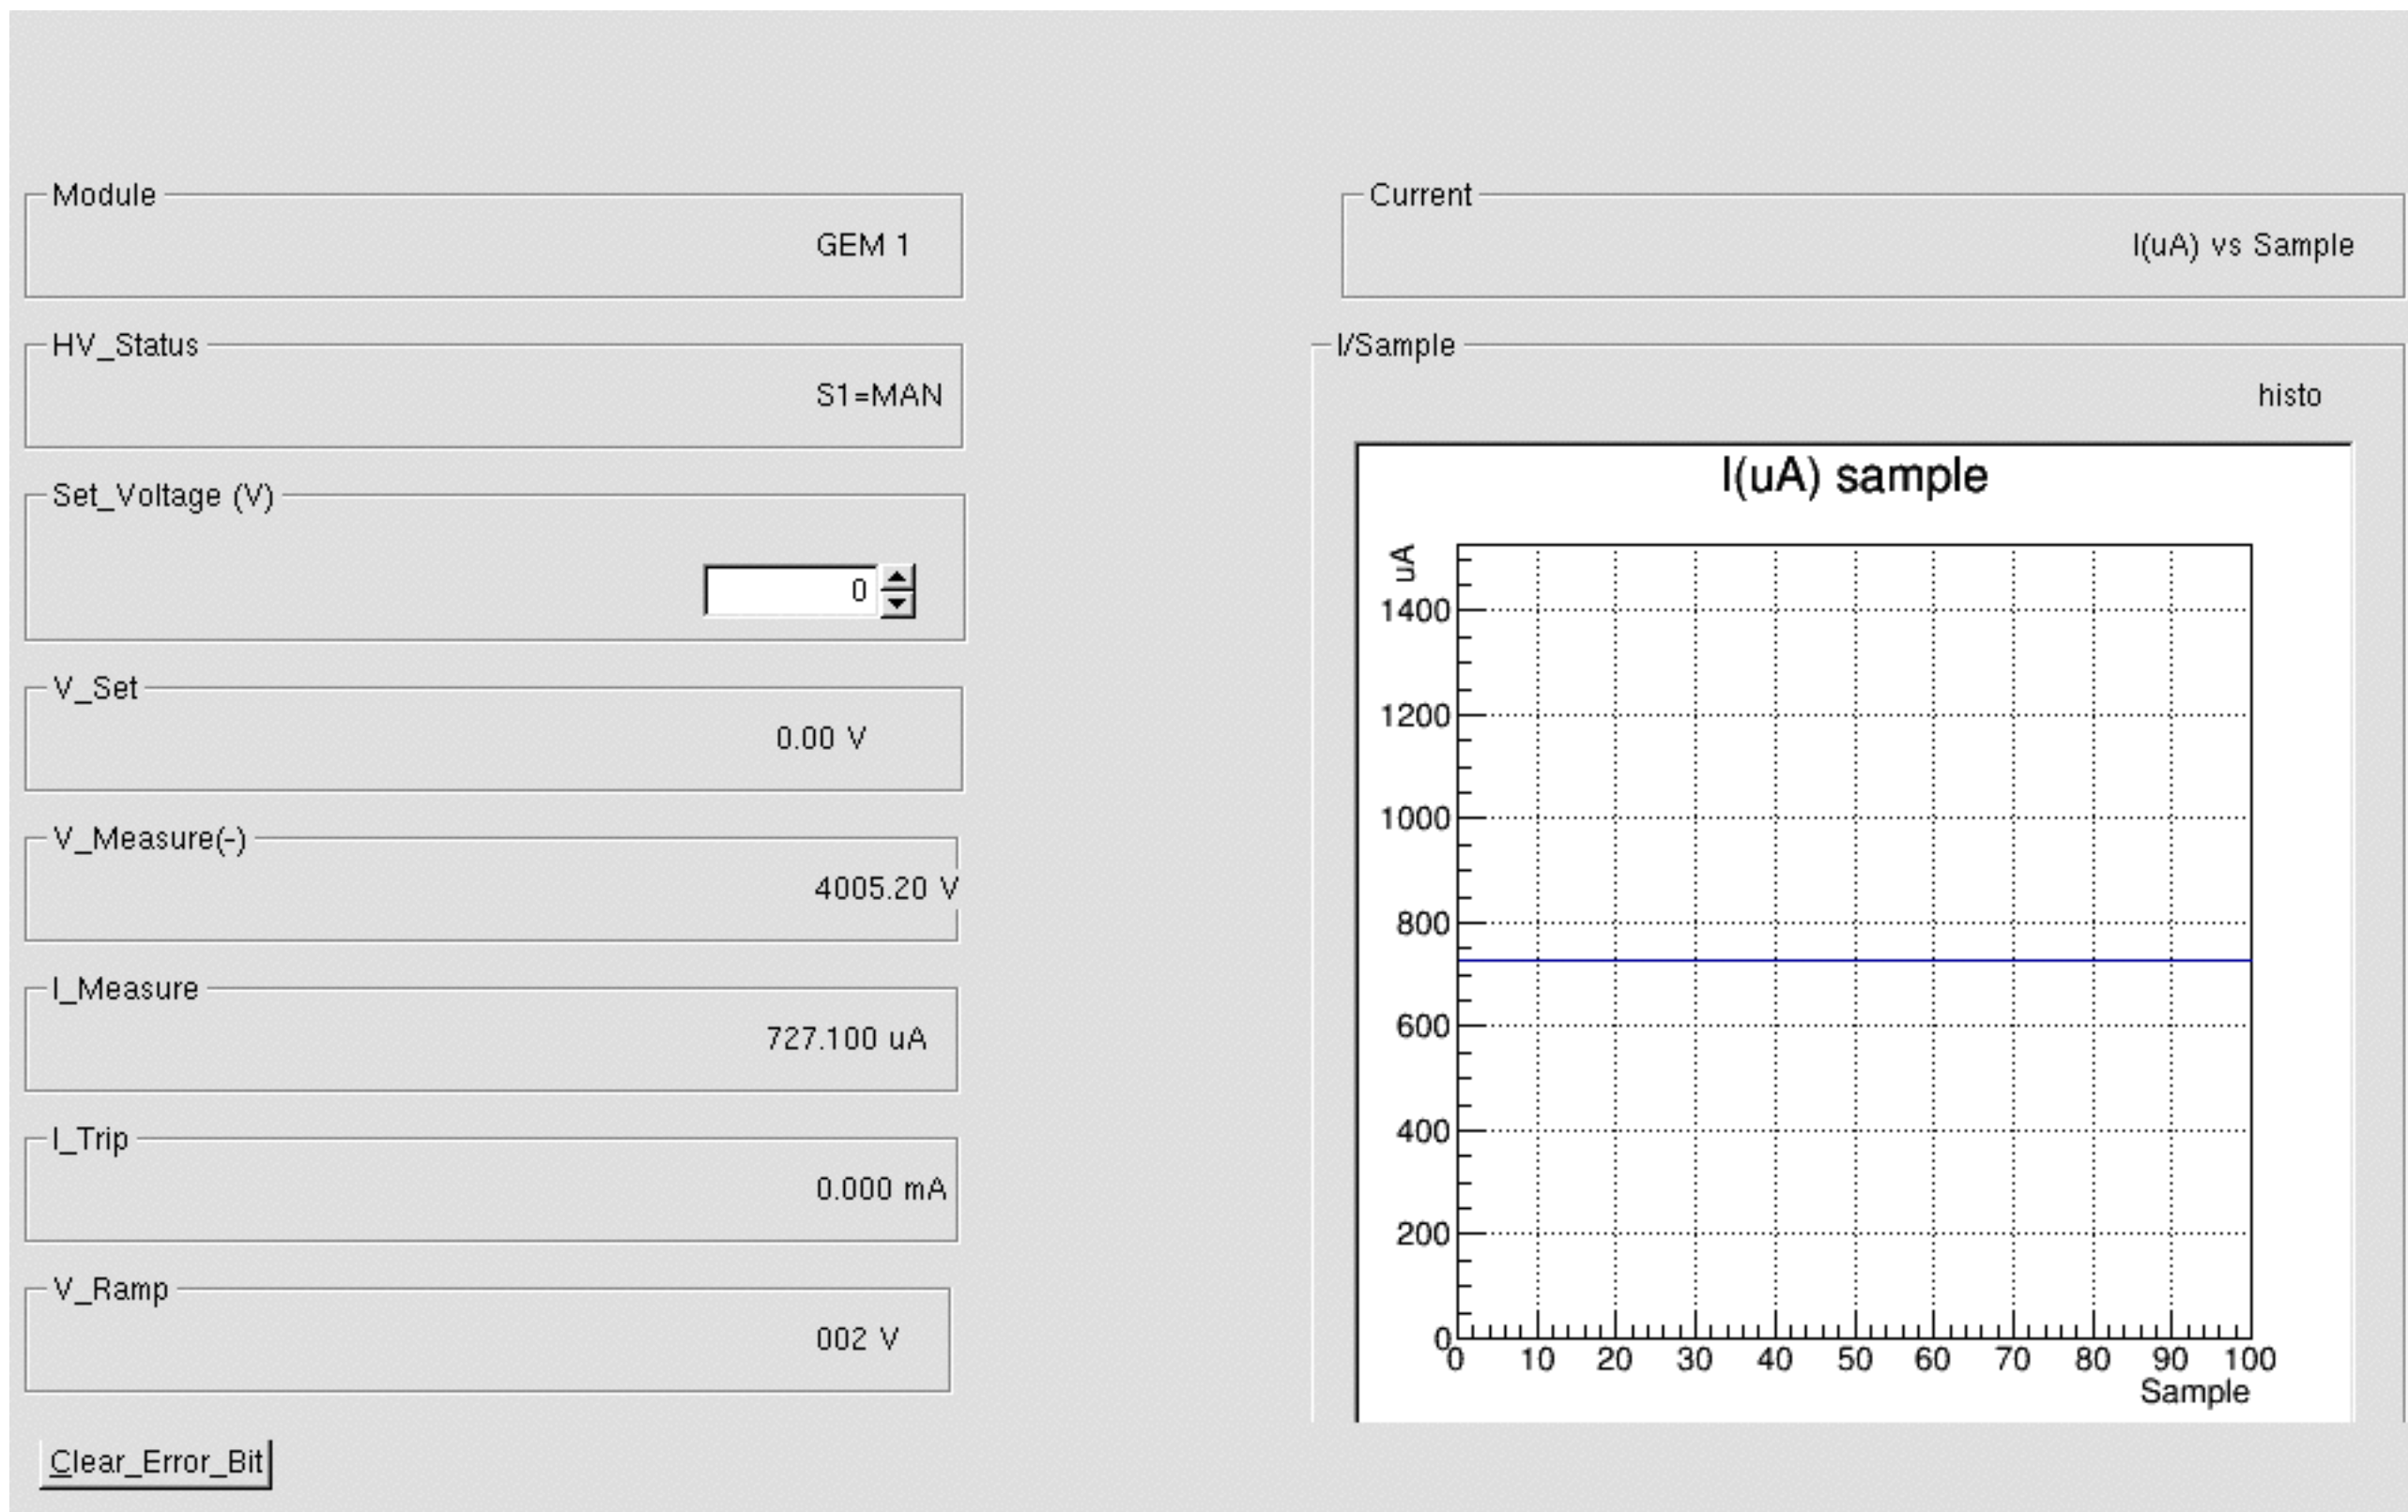 Module
GEM 1
HV_Status
S1=MAN
Set_Voltage (V)
0
V_Set
0.00 V
V_Measure(-)
4005.20 V
I_Measure
727.100 uA
I_Trip
0.000 mA
V_Ramp
002 V
Clear_Error_Bit
Current
I(uA) vs Sample
I/Sample
histo
I(uA) sample
uA
1400
1200
1000
800
600
400
200
0
0 10 20 30 40 50 60 70 80 90 100
Sample